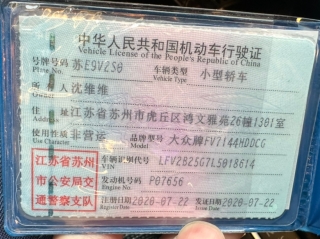 中华人民共和国机动车行驶证
Vehicle License of the People's Republic of China
号牌号码 苏E9V2S0 车辆类型 小型轿车
Plate No. Vehicle Type
所有人 沈维维
Owner
住址 江苏省苏州市虎丘区鸿文雅苑26幢1301室
Address
使用性质 非营运 品牌型号 大众牌FV7144HDDCG
Use Character Model
江苏省苏州
市公安局交
通警察支队
车辆识别代号 LFV2B25G7L5018614
VIN
发动机号码 P07656
Engine No.
注册日期 2020-07-22 发证日期 2020-07-22
Register Date Issue Date